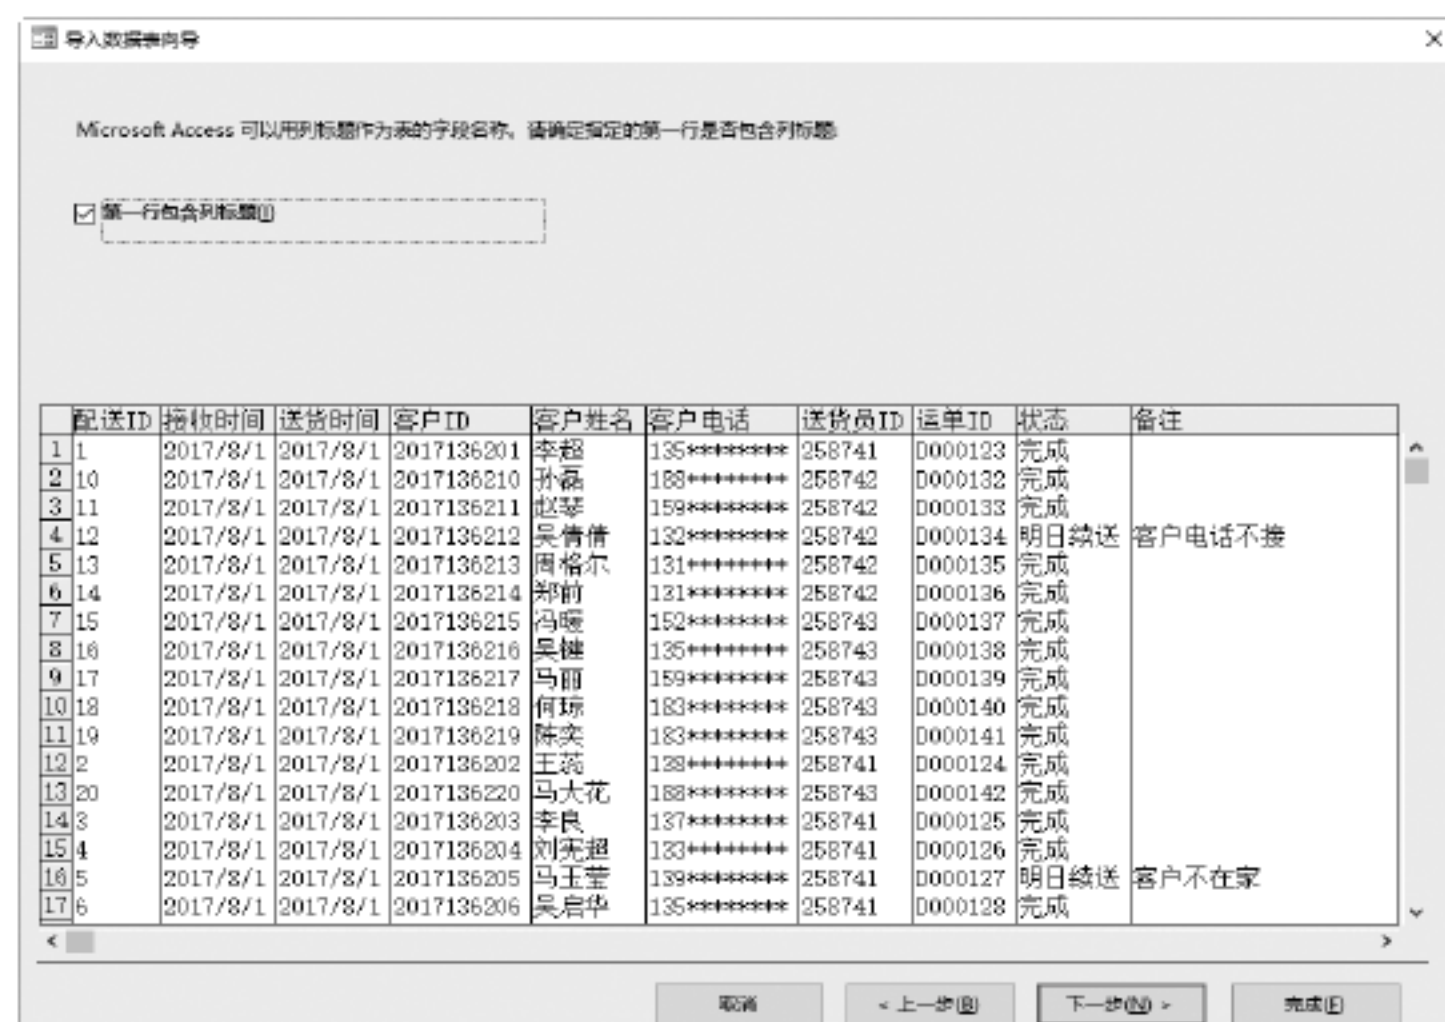 导入数据表向导
Microsoft Access 可以用列标题作为表的字段名称。请确定指定的第一行是否包含列标题:
第一行包含列标题(I)
配送ID 接收时间 送货时间 客户ID 客户姓名 客户电话 送货员ID 运单ID 状态 备注
1 1 2017/8/1 2017/8/1 2017136201 李超 135******** 258741 D000123 完成
2 10 2017/8/1 2017/8/1 2017136210 孙磊 188******** 258742 D000132 完成
3 11 2017/8/1 2017/8/1 2017136211 赵琴 159******** 258742 D000133 完成
4 12 2017/8/1 2017/8/1 2017136212 吴倩倩 132******** 258742 D000134 明日续送 客户电话不接
5 13 2017/8/1 2017/8/1 2017136213 周格尔 131******** 258742 D000135 完成
6 14 2017/8/1 2017/8/1 2017136214 郑前 131******** 258742 D000136 完成
7 15 2017/8/1 2017/8/1 2017136215 冯暖 152******** 258743 D000137 完成
8 16 2017/8/1 2017/8/1 2017136216 吴键 135******** 258743 D000138 完成
9 17 2017/8/1 2017/8/1 2017136217 马丽 159******** 258743 D000139 完成
10 18 2017/8/1 2017/8/1 2017136218 何琼 183******** 258743 D000140 完成
11 19 2017/8/1 2017/8/1 2017136219 陈奕 183******** 258743 D000141 完成
12 2 2017/8/1 2017/8/1 2017136202 王蕊 138******** 258741 D000124 完成
13 20 2017/8/1 2017/8/1 2017136220 马大花 188******** 258743 D000142 完成
14 3 2017/8/1 2017/8/1 2017136203 李良 137******** 258741 D000125 完成
15 4 2017/8/1 2017/8/1 2017136204 刘宪超 133******** 258741 D000126 完成
16 5 2017/8/1 2017/8/1 2017136205 马玉莹 139******** 258741 D000127 明日续送 客户不在家
17 6 2017/8/1 2017/8/1 2017136206 吴启华 135******** 258741 D000128 完成
取消 < 上一步(B) 下一步(N) > 完成(F)